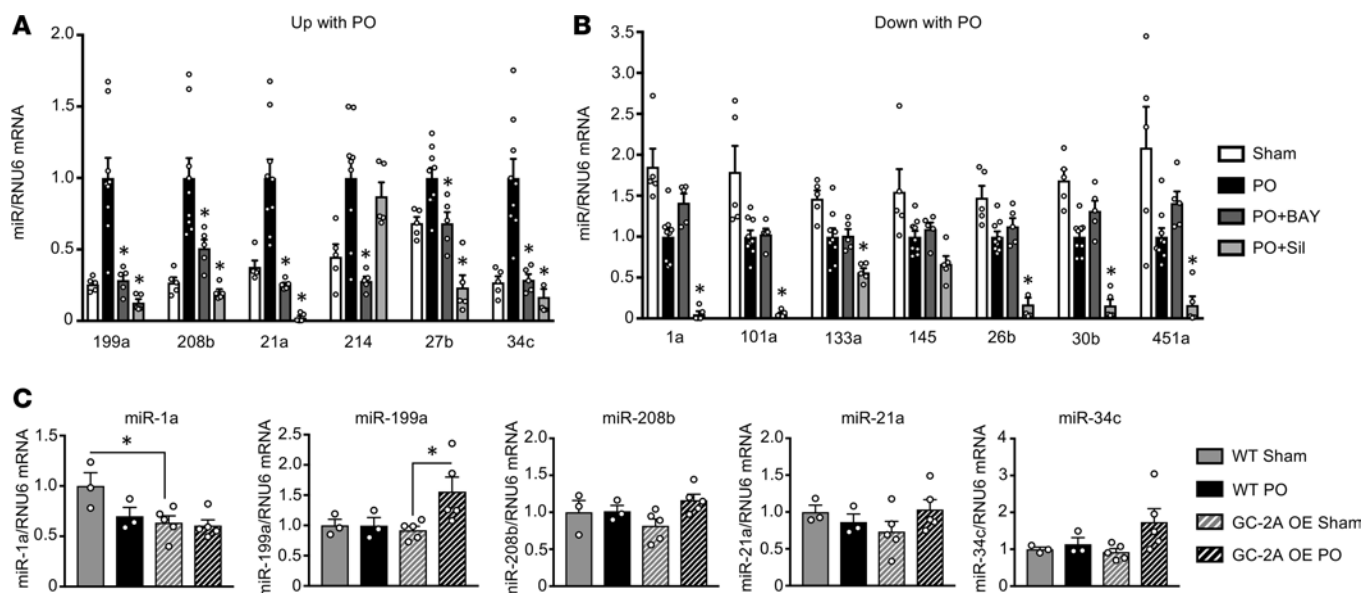 A
Up with PO
miR/RNU6 mRNA
2.0
1.5
1.0
0.5
0
* * * * * * * * * * *
199a 208b 21a 214 27b 34c
B
Down with PO
miR/RNU6 mRNA
3.5
3.0
2.5
2.0
1.5
1.0
0.5
0
* * * * * *
1a 101a 133a 145 26b 30b 451a
Sham
PO
PO+BAY
PO+Sil
C
miR-1a
miR-1a/RNU6 mRNA
1.5
1.0
0.5
0
*
miR-199a
miR-199a/RNU6 mRNA
2.5
2.0
1.5
1.0
0.5
0
*
miR-208b
miR-208b/RNU6 mRNA
2.0
1.5
1.0
0.5
0
miR-21a
miR-21a/RNU6 mRNA
2.0
1.5
1.0
0.5
0
miR-34c
miR-34c/RNU6 mRNA
4
3
2
1
0
WT Sham
WT PO
GC-2A OE Sham
GC-2A OE PO